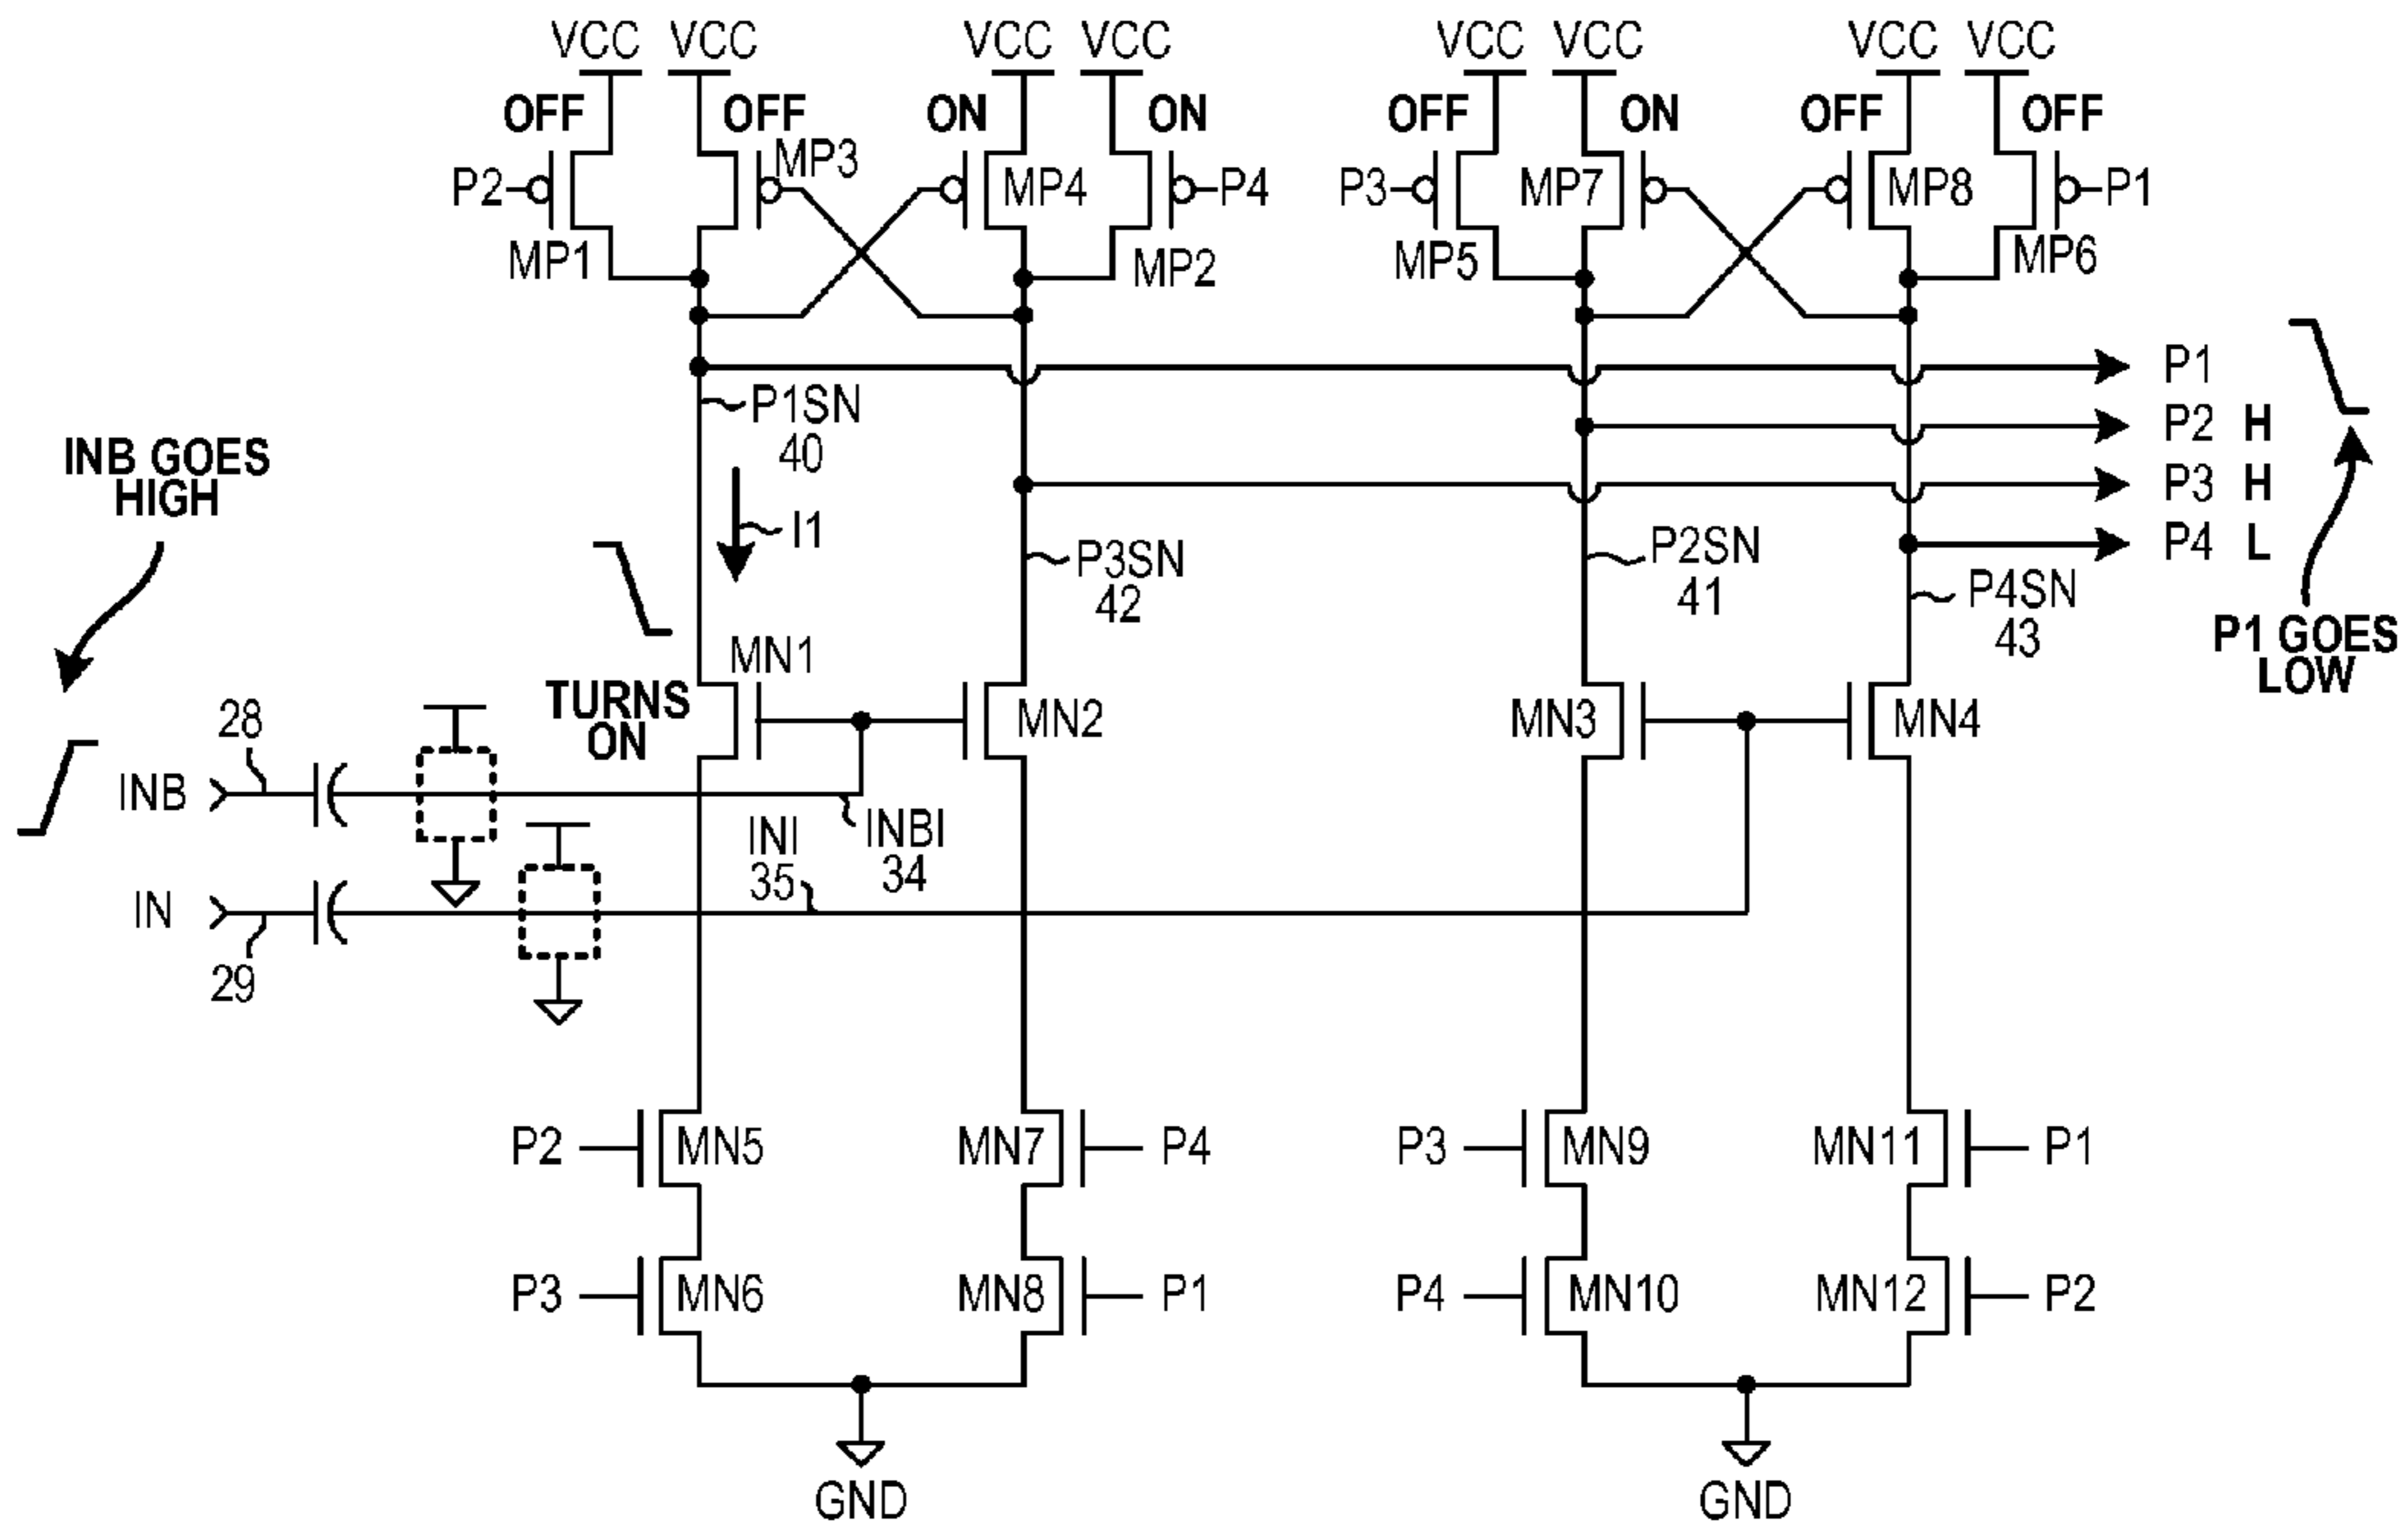 VCC VCC VCC VCC VCC VCC VCC VCC
OFF OFF ON ON OFF ON OFF OFF
MP3
P2 MP4 P4 P3 MP7 MP8 P1
MP1 MP2 MP5 MP6
P1
P1SN
40
P2 H
INB GOES
HIGH
P3 H
I1
P4 L
P3SN
42
P2SN
41
P4SN
43
P1 GOES
LOW
MN1
TURNS
ON
MN2 MN3 MN4
28
INB
INI
35
INBI
34
IN
29
P2 MN5 MN7 P4 P3 MN9 MN11 P1
P3 MN6 MN8 P1 P4 MN10 MN12 P2
GND GND